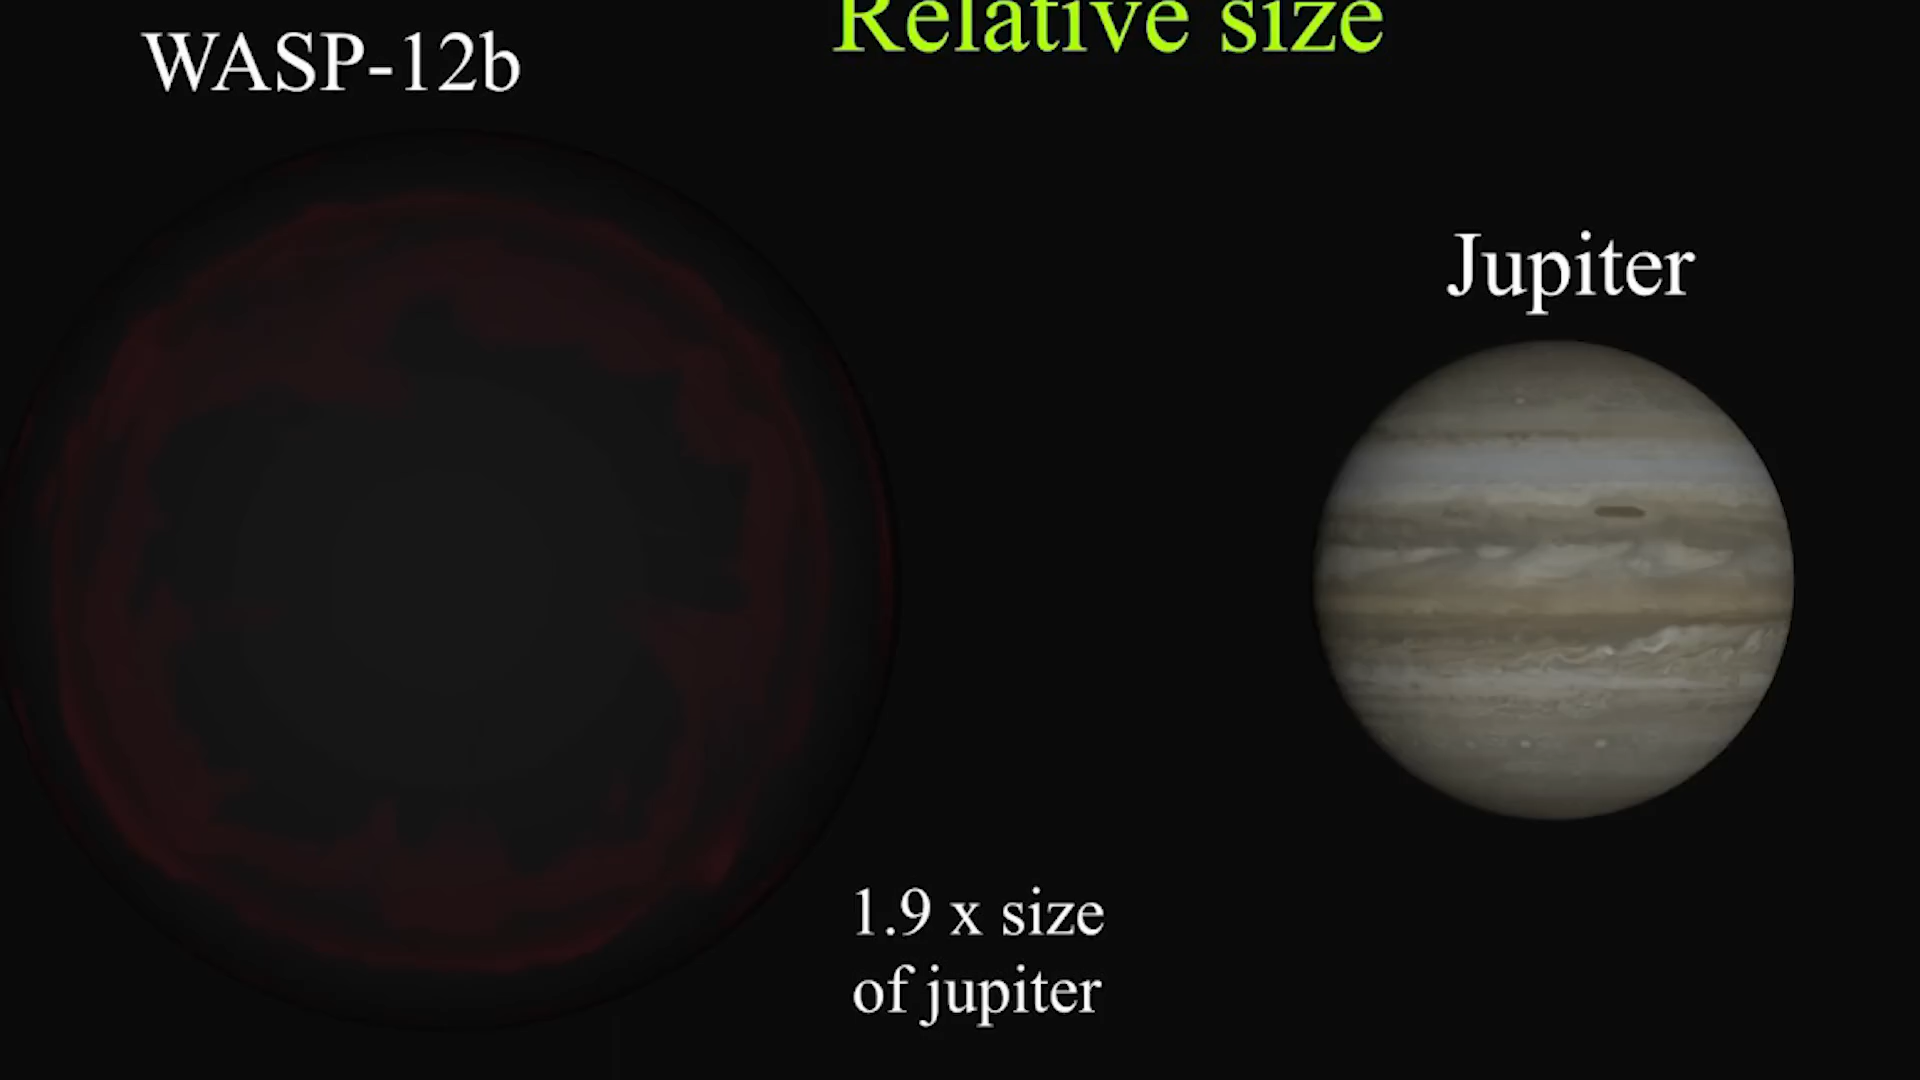 Relative size
WASP-12b
Jupiter
1.9 x size
of jupiter